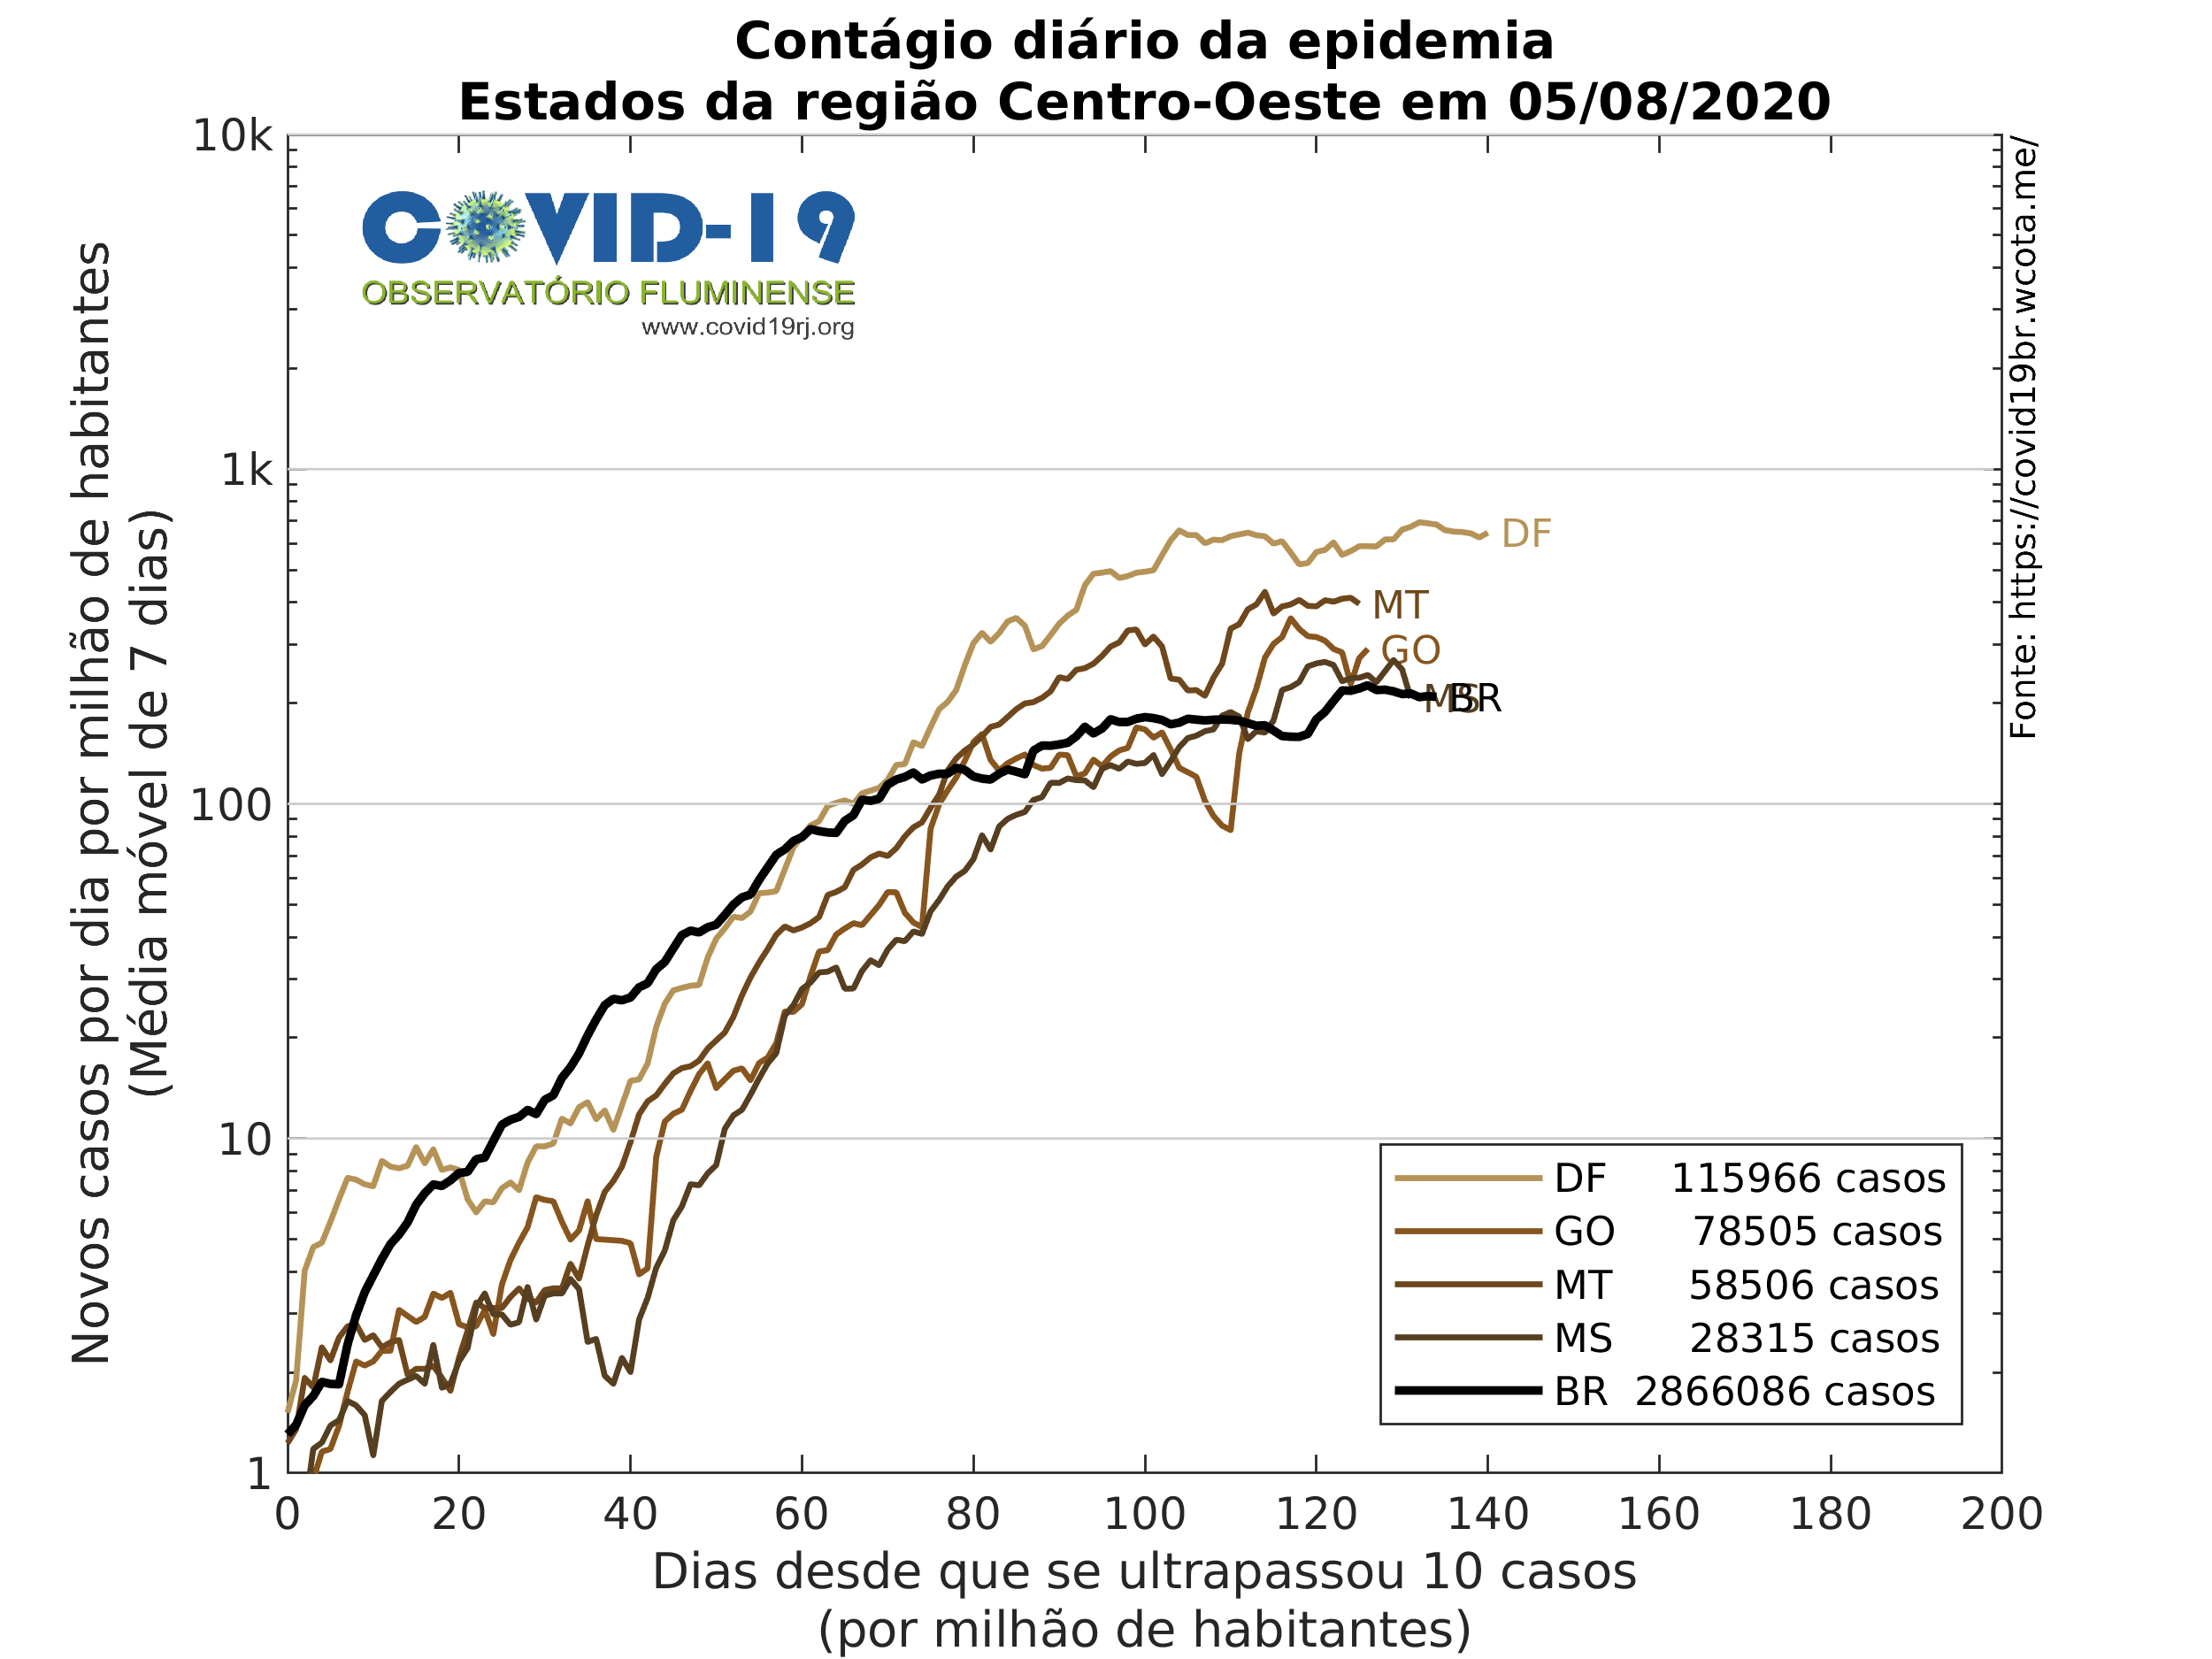 Contágio diário da epidemia
Estados da região Centro-Oeste em 05/08/2020
Novos casos por dia por milhão de habitantes
(Média móvel de 7 dias)
10k
1k
100
10
1
COVID-19
OBSERVATÓRIO FLUMINENSE
www.covid19rj.org
Fonte: https://covid19br.wcota.me/
DF
MT
GO
MS
BR
DF 115966 casos
GO 78505 casos
MT 58506 casos
MS 28315 casos
BR 2866086 casos
0 20 40 60 80 100 120 140 160 180 200
Dias desde que se ultrapassou 10 casos
(por milhão de habitantes)